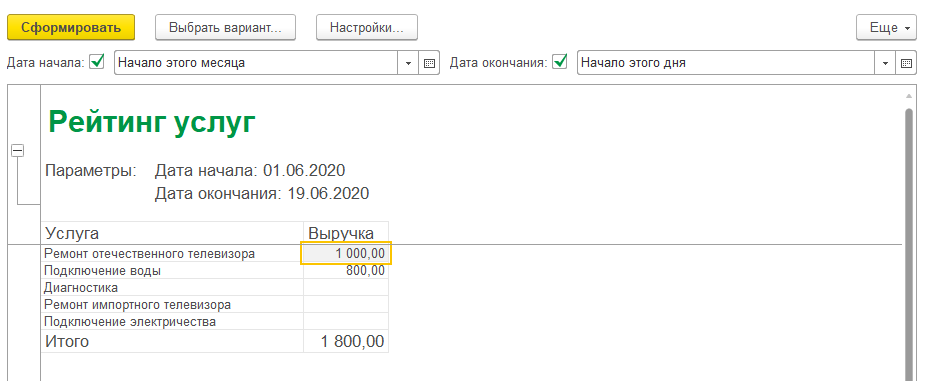 Сформировать Выбрать вариант... Настройки... Еще
Дата начала: Начало этого месяца Дата окончания: Начало этого дня
Рейтинг услуг
Параметры: Дата начала: 01.06.2020
Дата окончания: 19.06.2020
Услуга Выручка
Ремонт отечественного телевизора 1 000,00
Подключение воды 800,00
Диагностика
Ремонт импортного телевизора
Подключение электричества
Итого 1 800,00